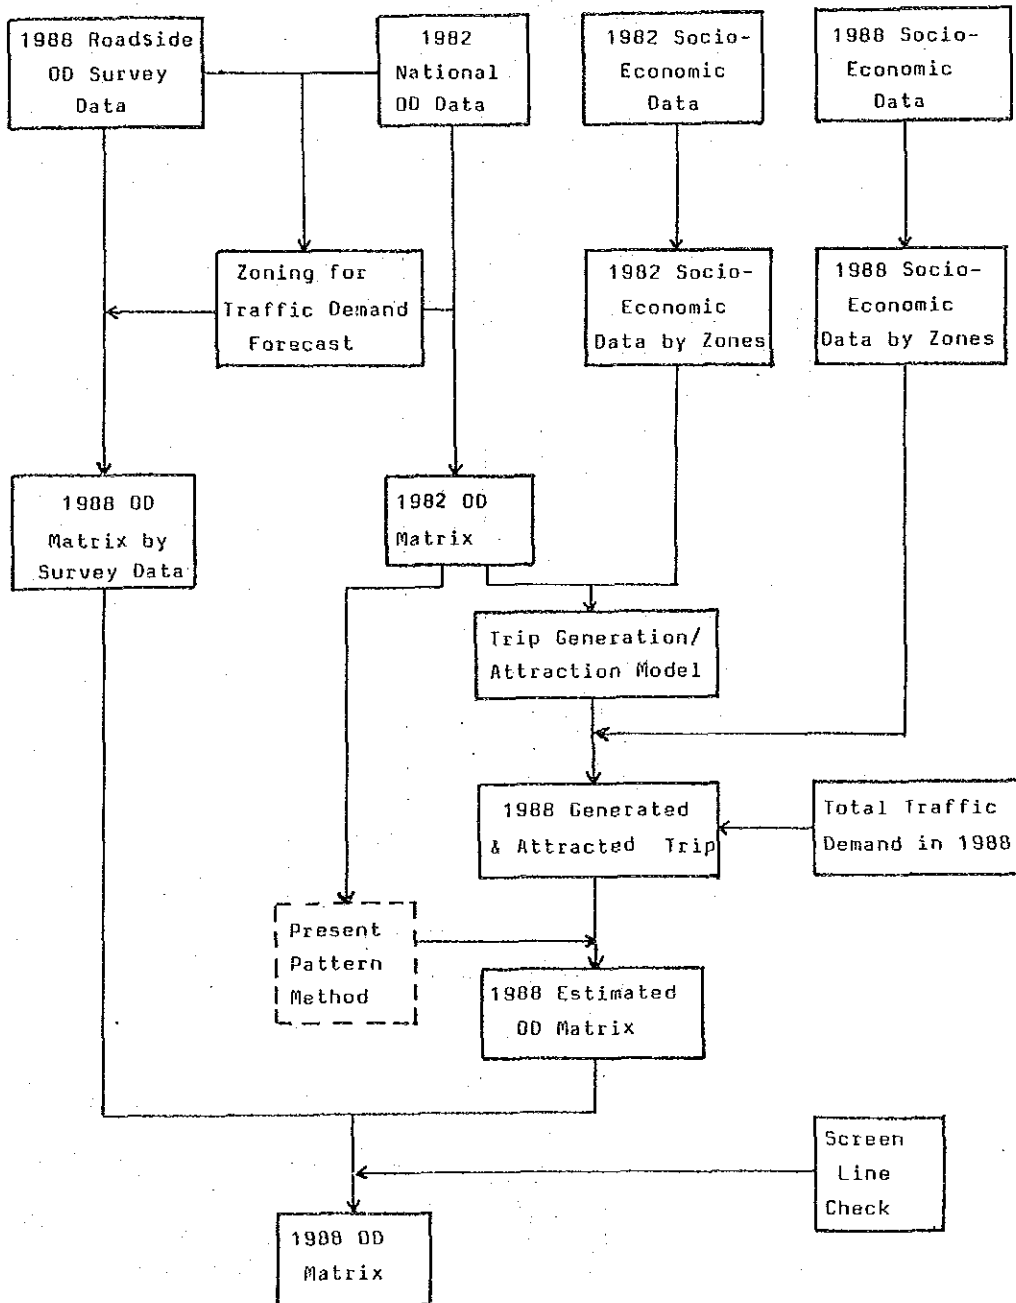 1988 Roadside
OD Survey
Data
1982
National
OD Data
1982 Socio-
Economic
Data
1988 Socio-
Economic
Data
Zoning for
Traffic Demand
Forecast
1982 Socio-
Economic
Data by Zones
1988 Socio-
Economic
Data by Zones
1988 OD
Matrix by
Survey Data
1982 OD
Matrix
Trip Generation/
Attraction Model
1988 Generated
& Attracted Trip
Total Traffic
Demand in 1988
Present
Pattern
Method
1988 Estimated
OD Matrix
Screen
Line
Check
1988 OD
Matrix